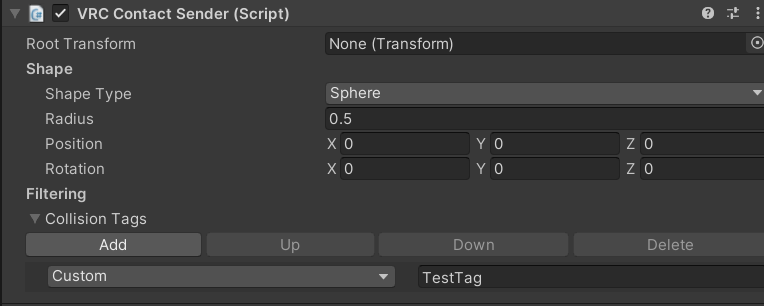 VRC Contact Sender (Script)
Root Transform None (Transform)
Shape
Shape Type Sphere
Radius 0.5
Position X 0 Y 0 Z 0
Rotation X 0 Y 0 Z 0
Filtering
Collision Tags
Add Up Down Delete
Custom TestTag